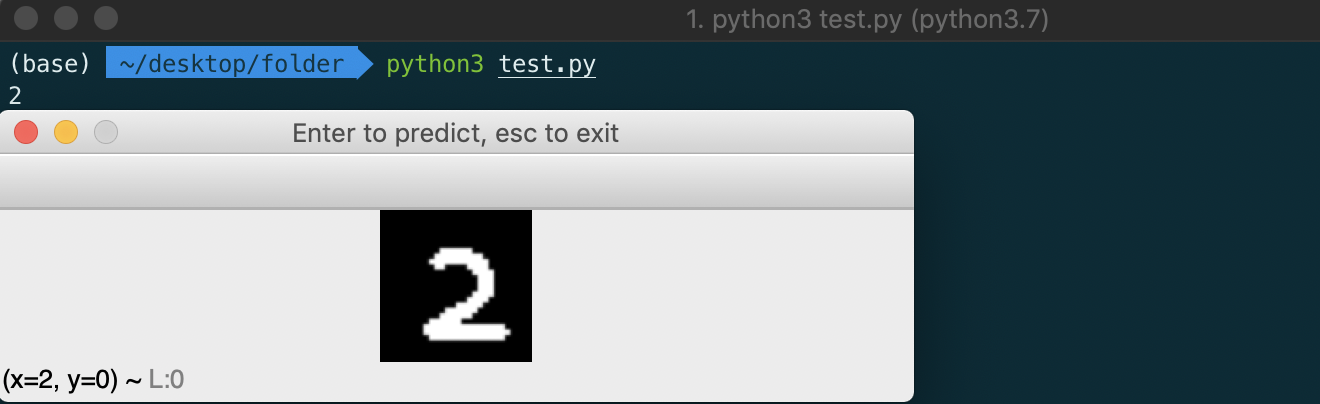 1. python3 test.py (python3.7)
(base) ~/desktop/folder python3 test.py
2
Enter to predict, esc to exit
2
(x=2, y=0) ~ L:0